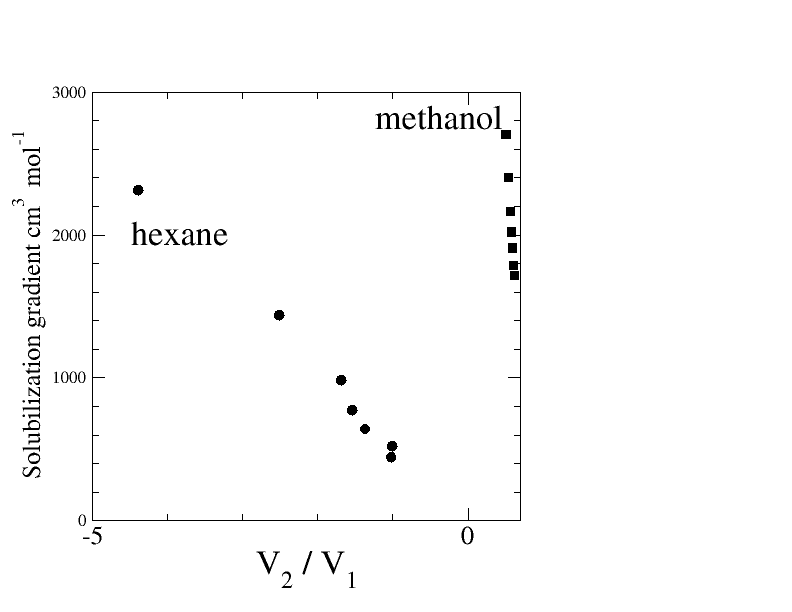 3000
methanol
2000
hexane
1000
0
-5
0
Solubilization gradient cm³ mol⁻¹
V₂ / V₁